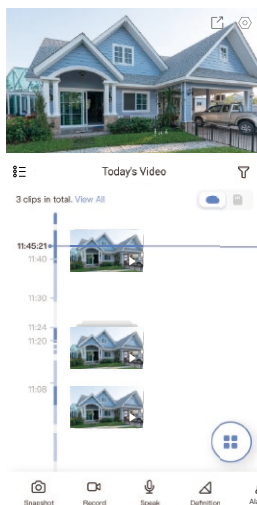 Today's Video
3 clips in total. View All
11:45:21
11:40
11:30
11:24
11:20
11:08
Snapshot Record Speak Definition